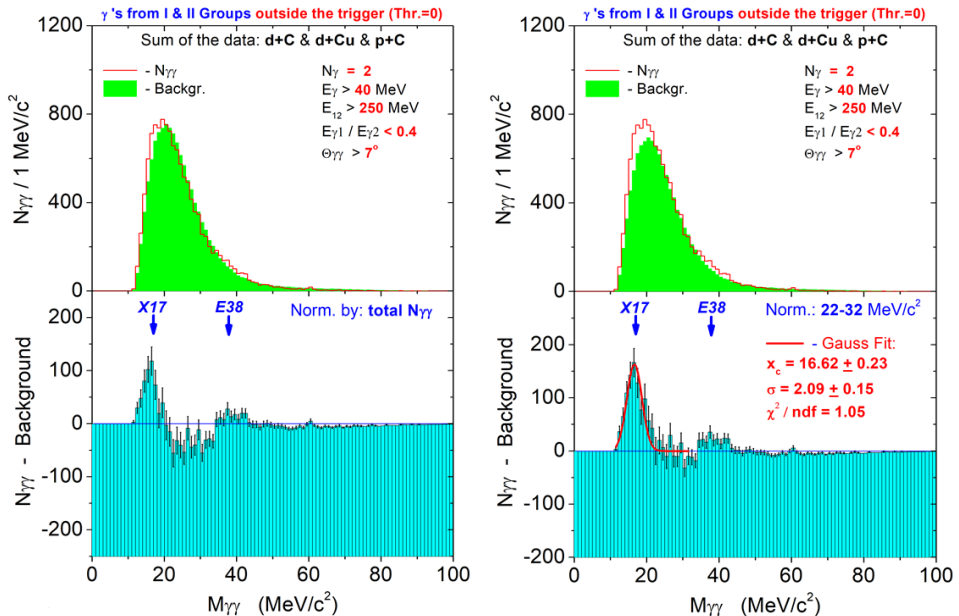 γ 's from I & II Groups outside the trigger (Thr.=0)
Sum of the data: d+C & d+Cu & p+C
- Nγγ
- Backgr.
Nγ = 2
Eγ > 40 MeV
E12 > 250 MeV
Eγ1 / Eγ2 < 0.4
Θγγ > 7°
Nγγ / 1 MeV/c²
1200
800
400
0
X17
E38
Norm. by: total Nγγ
Nγγ - Background
200
100
0
-100
-200
0 20 40 60 80 100
Mγγ (MeV/c²)
γ 's from I & II Groups outside the trigger (Thr.=0)
Sum of the data: d+C & d+Cu & p+C
- Nγγ
- Backgr.
Nγ = 2
Eγ > 40 MeV
E12 > 250 MeV
Eγ1 / Eγ2 < 0.4
Θγγ > 7°
Nγγ / 1 MeV/c²
1200
800
400
0
X17
E38
Norm.: 22-32 MeV/c²
- Gauss Fit:
xc = 16.62 ± 0.23
σ = 2.09 ± 0.15
χ² / ndf = 1.05
Nγγ - Background
200
100
0
-100
-200
0 20 40 60 80 100
Mγγ (MeV/c²)